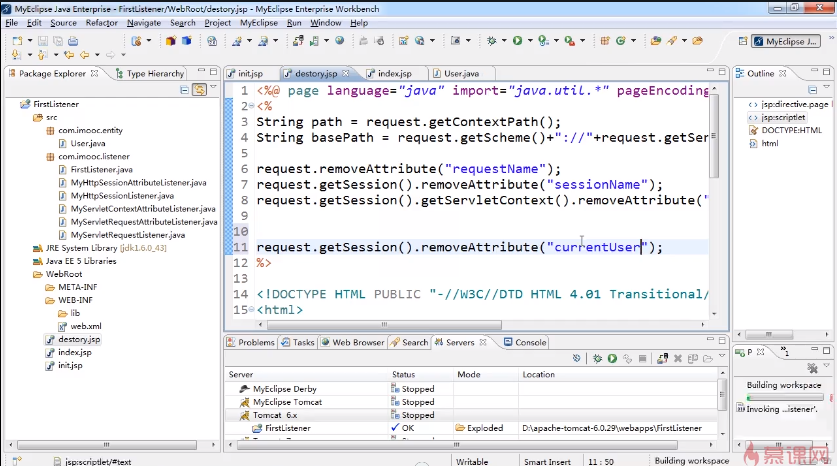 MyEclipse Java Enterprise - FirstListener/WebRoot/destory.jsp - MyEclipse Enterprise Workbench
File Edit Source Refactor Navigate Search Project MyEclipse Run Window Help
MyEclipse J...
Package Explorer Type Hierarchy
FirstListener
src
com.imooc.entity
User.java
com.imooc.listener
FirstListener.java
MyHttpSessionAttributeListener.java
MyHttpSessionListener.java
MyServletContextAttributeListener.java
MyServletRequestAttributeListener.java
MyServletRequestListener.java
JRE System Library [jdk1.6.0_43]
Java EE 5 Libraries
WebRoot
META-INF
WEB-INF
lib
web.xml
destory.jsp
index.jsp
init.jsp
init.jsp destory.jsp index.jsp User.java
1 <%@ page language="java" import="java.util.*" pageEncoding
2 <%
3 String path = request.getContextPath();
4 String basePath = request.getScheme()+"://"+request.getSer
5
6 request.removeAttribute("requestName");
7 request.getSession().removeAttribute("sessionName");
8 request.getSession().getServletContext().removeAttribute("
9
10
11 request.getSession().removeAttribute("currentUser");
12 %>
13
14 <!DOCTYPE HTML PUBLIC "-//W3C//DTD HTML 4.01 Transitional/
15 <html>
Outline
jsp:directive.page
jsp:scriptlet
DOCTYPE:HTML
html
Problems Tasks Web Browser Search Servers Console
Server Status Mode Location
MyEclipse Derby Stopped
MyEclipse Tomcat Stopped
Tomcat 6.x Stopped
FirstListener OK Exploded D:\apache-tomcat-6.0.29\webapps\FirstListener
P »1
Building workspace
Invoking ...istener'.
jsp:scriptlet/#text Writable Smart Insert 11 : 50 Building workspace
慕课网